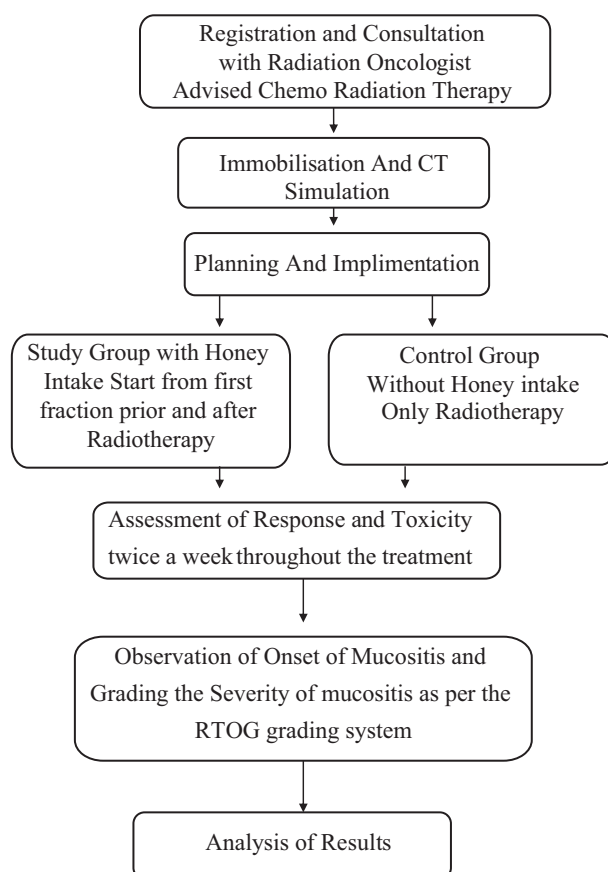 Registration and Consultation
with Radiation Oncologist
Advised Chemo Radiation Therapy
Immobilisation And CT
Simulation
Planning And Implimentation
Study Group with Honey
Intake Start from first
fraction prior and after
Radiotherapy
Control Group
Without Honey intake
Only Radiotherapy
Assessment of Response and Toxicity
twice a week throughout the treatment
Observation of Onset of Mucositis and
Grading the Severity of mucositis as per the
RTOG grading system
Analysis of Results